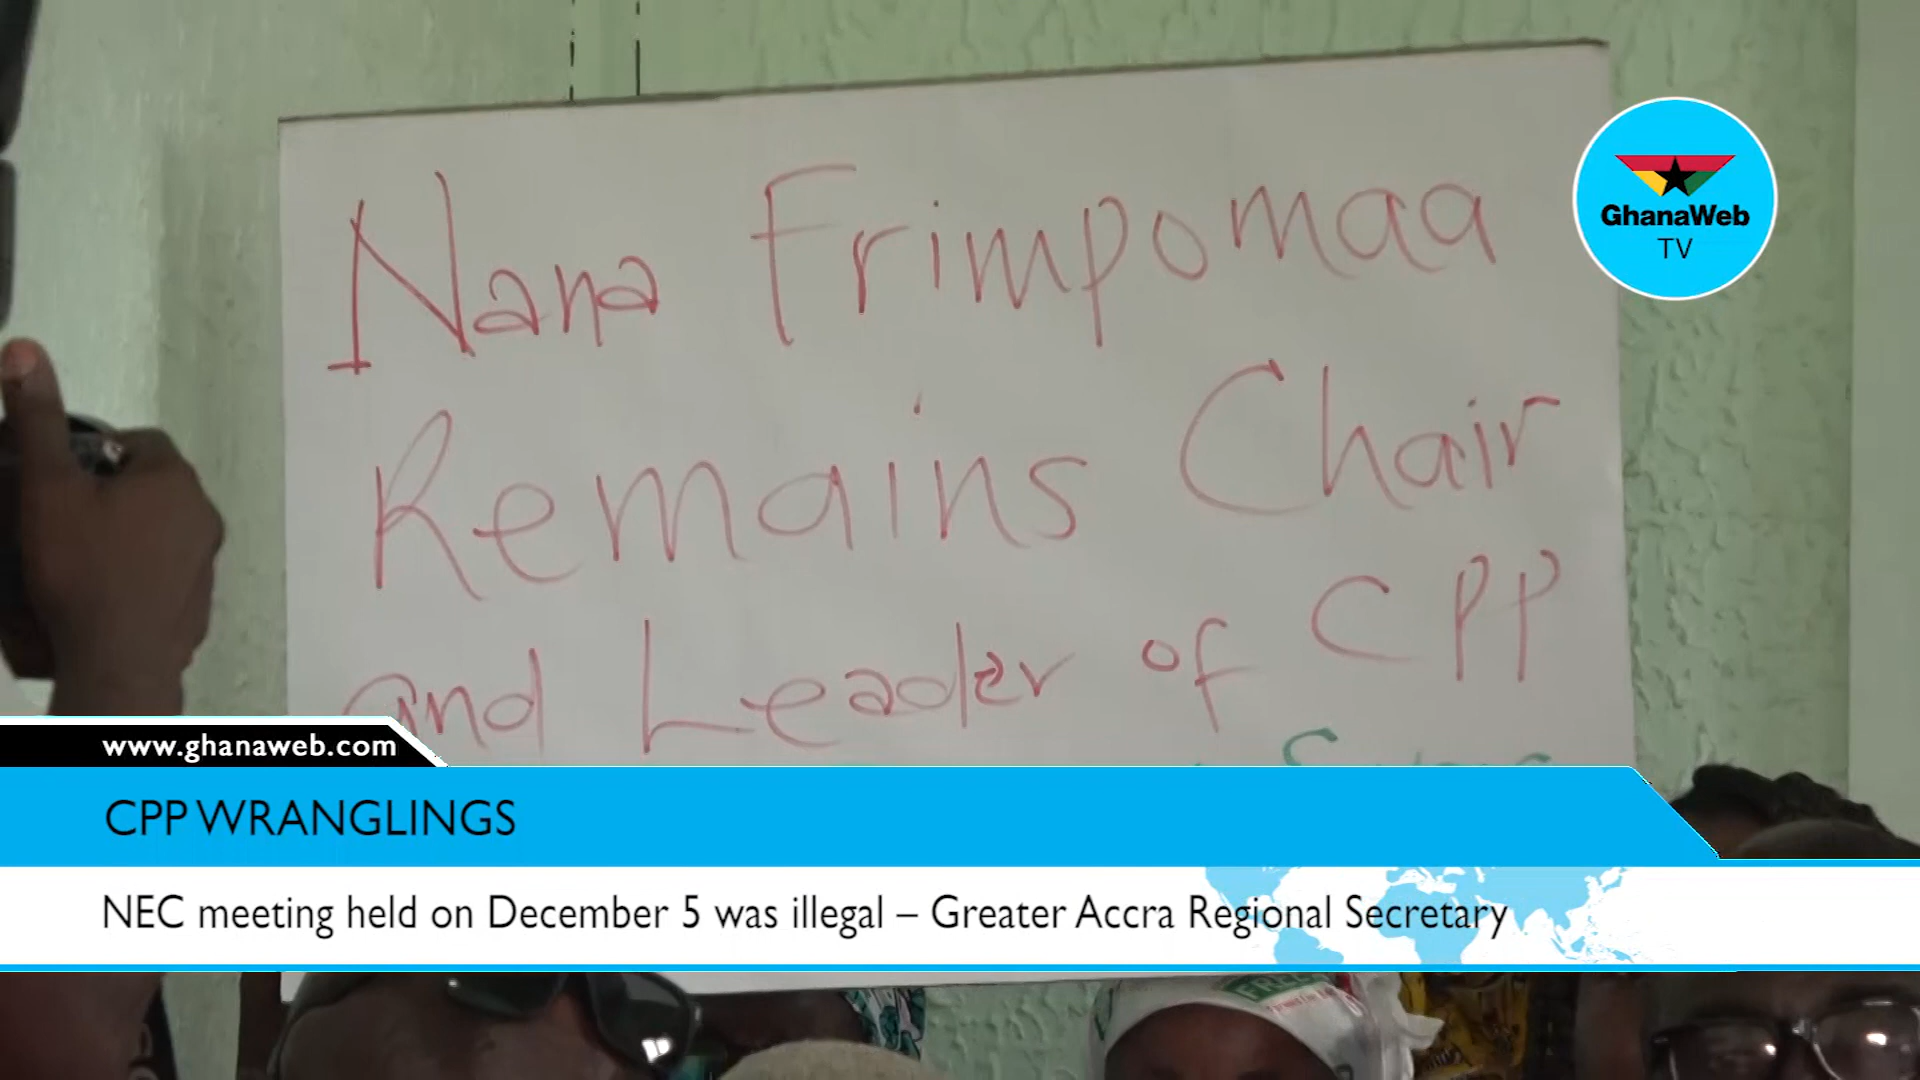 Nana Frimpomaa
Remains Chair
and Leader of CPP
GhanaWeb
TV
www.ghanaweb.com
CPP WRANGLINGS
NEC meeting held on December 5 was illegal – Greater Accra Regional Secretary